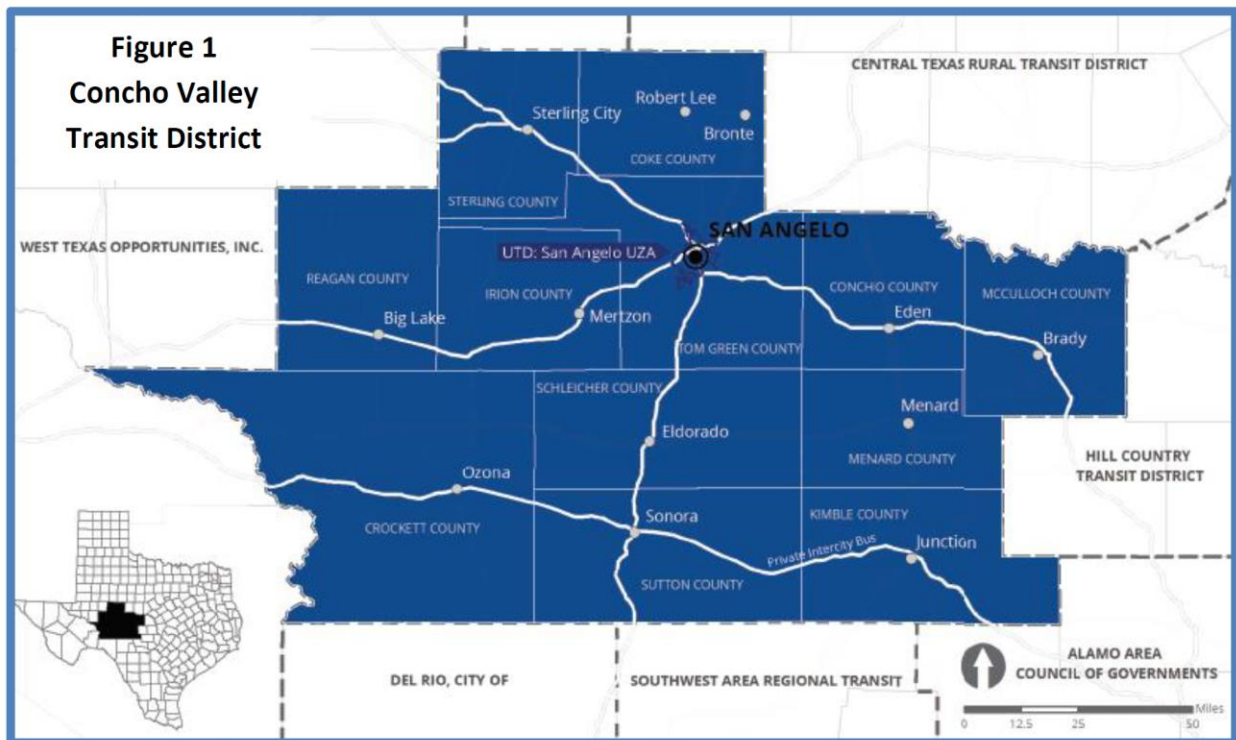 Figure 1
Concho Valley
Transit District
CENTRAL TEXAS RURAL TRANSIT DISTRICT
Sterling City
Robert Lee
Bronte
COKE COUNTY
STERLING COUNTY
WEST TEXAS OPPORTUNITIES, INC.
SAN ANGELO
UTD: San Angelo UZA
REAGAN COUNTY
IRION COUNTY
CONCHO COUNTY
MCCULLOCH COUNTY
Big Lake
Mertzon
Eden
Brady
TOM GREEN COUNTY
SCHLEICHER COUNTY
Menard
Eldorado
MENARD COUNTY
HILL COUNTRY
TRANSIT DISTRICT
Ozona
CROCKETT COUNTY
Sonora
KIMBLE COUNTY
Private Intercity Bus
Junction
SUTTON COUNTY
DEL RIO, CITY OF
SOUTHWEST AREA REGIONAL TRANSIT
ALAMO AREA
COUNCIL OF GOVERNMENTS
Miles
0 12.5 25 50